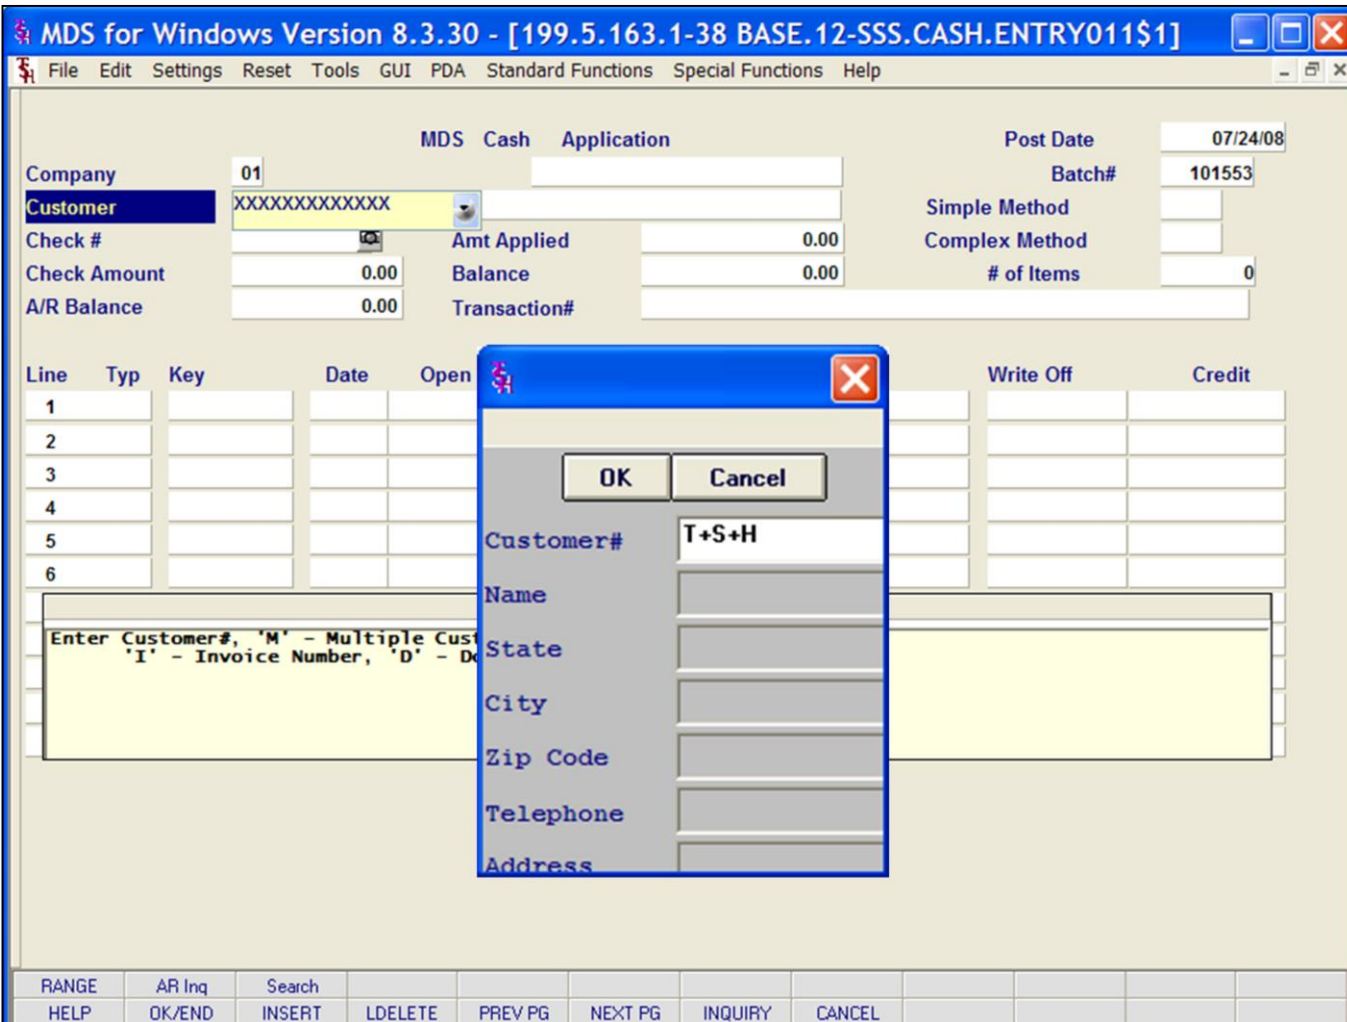 MDS for Windows Version 8.3.30 - [199.5.163.1-38 BASE.12-SSS.CASH.ENTRY011$1]
File Edit Settings Reset Tools GUI PDA Standard Functions Special Functions Help
MDS Cash Application Post Date 07/24/08
Company 01 Batch# 101553
Customer XXXXXXXXXXXXX Simple Method
Check # Amt Applied 0.00 Complex Method
Check Amount 0.00 Balance 0.00 # of Items 0
A/R Balance 0.00 Transaction#
Line Typ Key Date Open Write Off Credit
1
2
3
4
5
6
Enter Customer#, 'M' - Multiple Cust
'I' - Invoice Number, 'D' -
OK Cancel
Customer# T+S+H
Name
State
City
Zip Code
Telephone
Address
RANGE AR Inq Search
HELP OK/END INSERT LDELETE PREV PG NEXT PG INQUIRY CANCEL